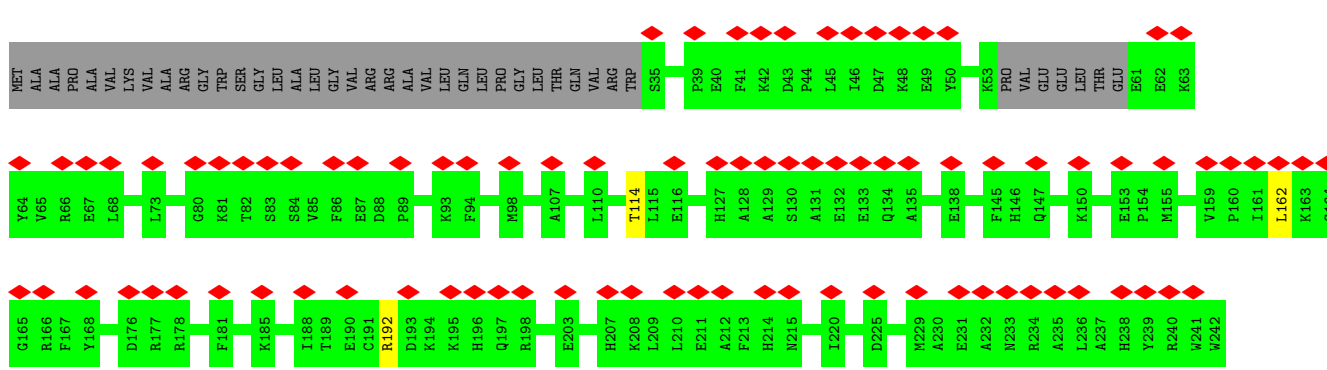 MET ALA ALA PRO ALA VAL LYS VAL ALA ARG GLY TRP SER GLY LEU ALA LEU GLY VAL ARG ARG ALA VAL LEU GLN LEU PRO GLY LEU THR GLN VAL ARG TRP S35 P39 E40 F41 K42 D43 P44 L45 I46 D47 K48 E49 Y50 K53 PRO VAL GLU GLU LEU THR GLU E61 E62 K63
Y64 V65 R66 E67 L68 L73 G80 K81 T82 S83 S84 V85 F86 E87 D88 P89 K93 F94 M98 A107 L110 T114 L115 E116 H127 A128 A129 S130 A131 E132 E133 Q134 A135 E138 F145 H146 Q147 K150 E153 P154 M155 V159 P160 I161 L162 K163
G165 R166 F167 Y168 D176 R177 R178 F181 K185 I188 T189 E190 C191 R192 D193 K194 K195 H196 Q197 R198 E203 H207 K208 L209 L210 E211 A212 F213 H214 N215 I220 D225 M229 A230 E231 A232 N233 R234 A235 L236 A237 H238 Y239 R240 W241 W242